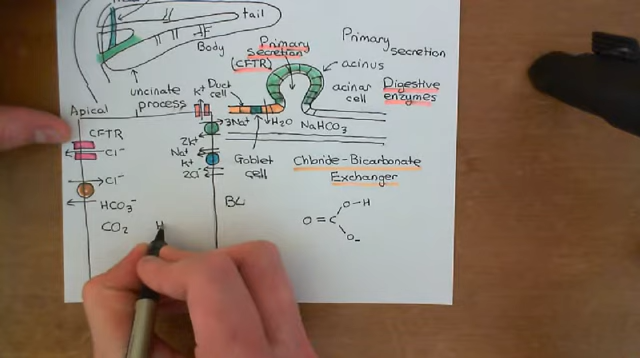 tail
Body
uncinate
process
Primary
secretion
(CFTR)
Primary
secretion
acinus
acinar
cell
Digestive
enzymes
Duct
cell
K+
Apical
CFTR
Cl-
Cl-
HCO3-
CO2
H
3Na+
2K+
Na+
K+
2Cl-
H2O
NaHCO3
Goblet
cell
Chloride-Bicarbonate
Exchanger
O=C
O-H
O-